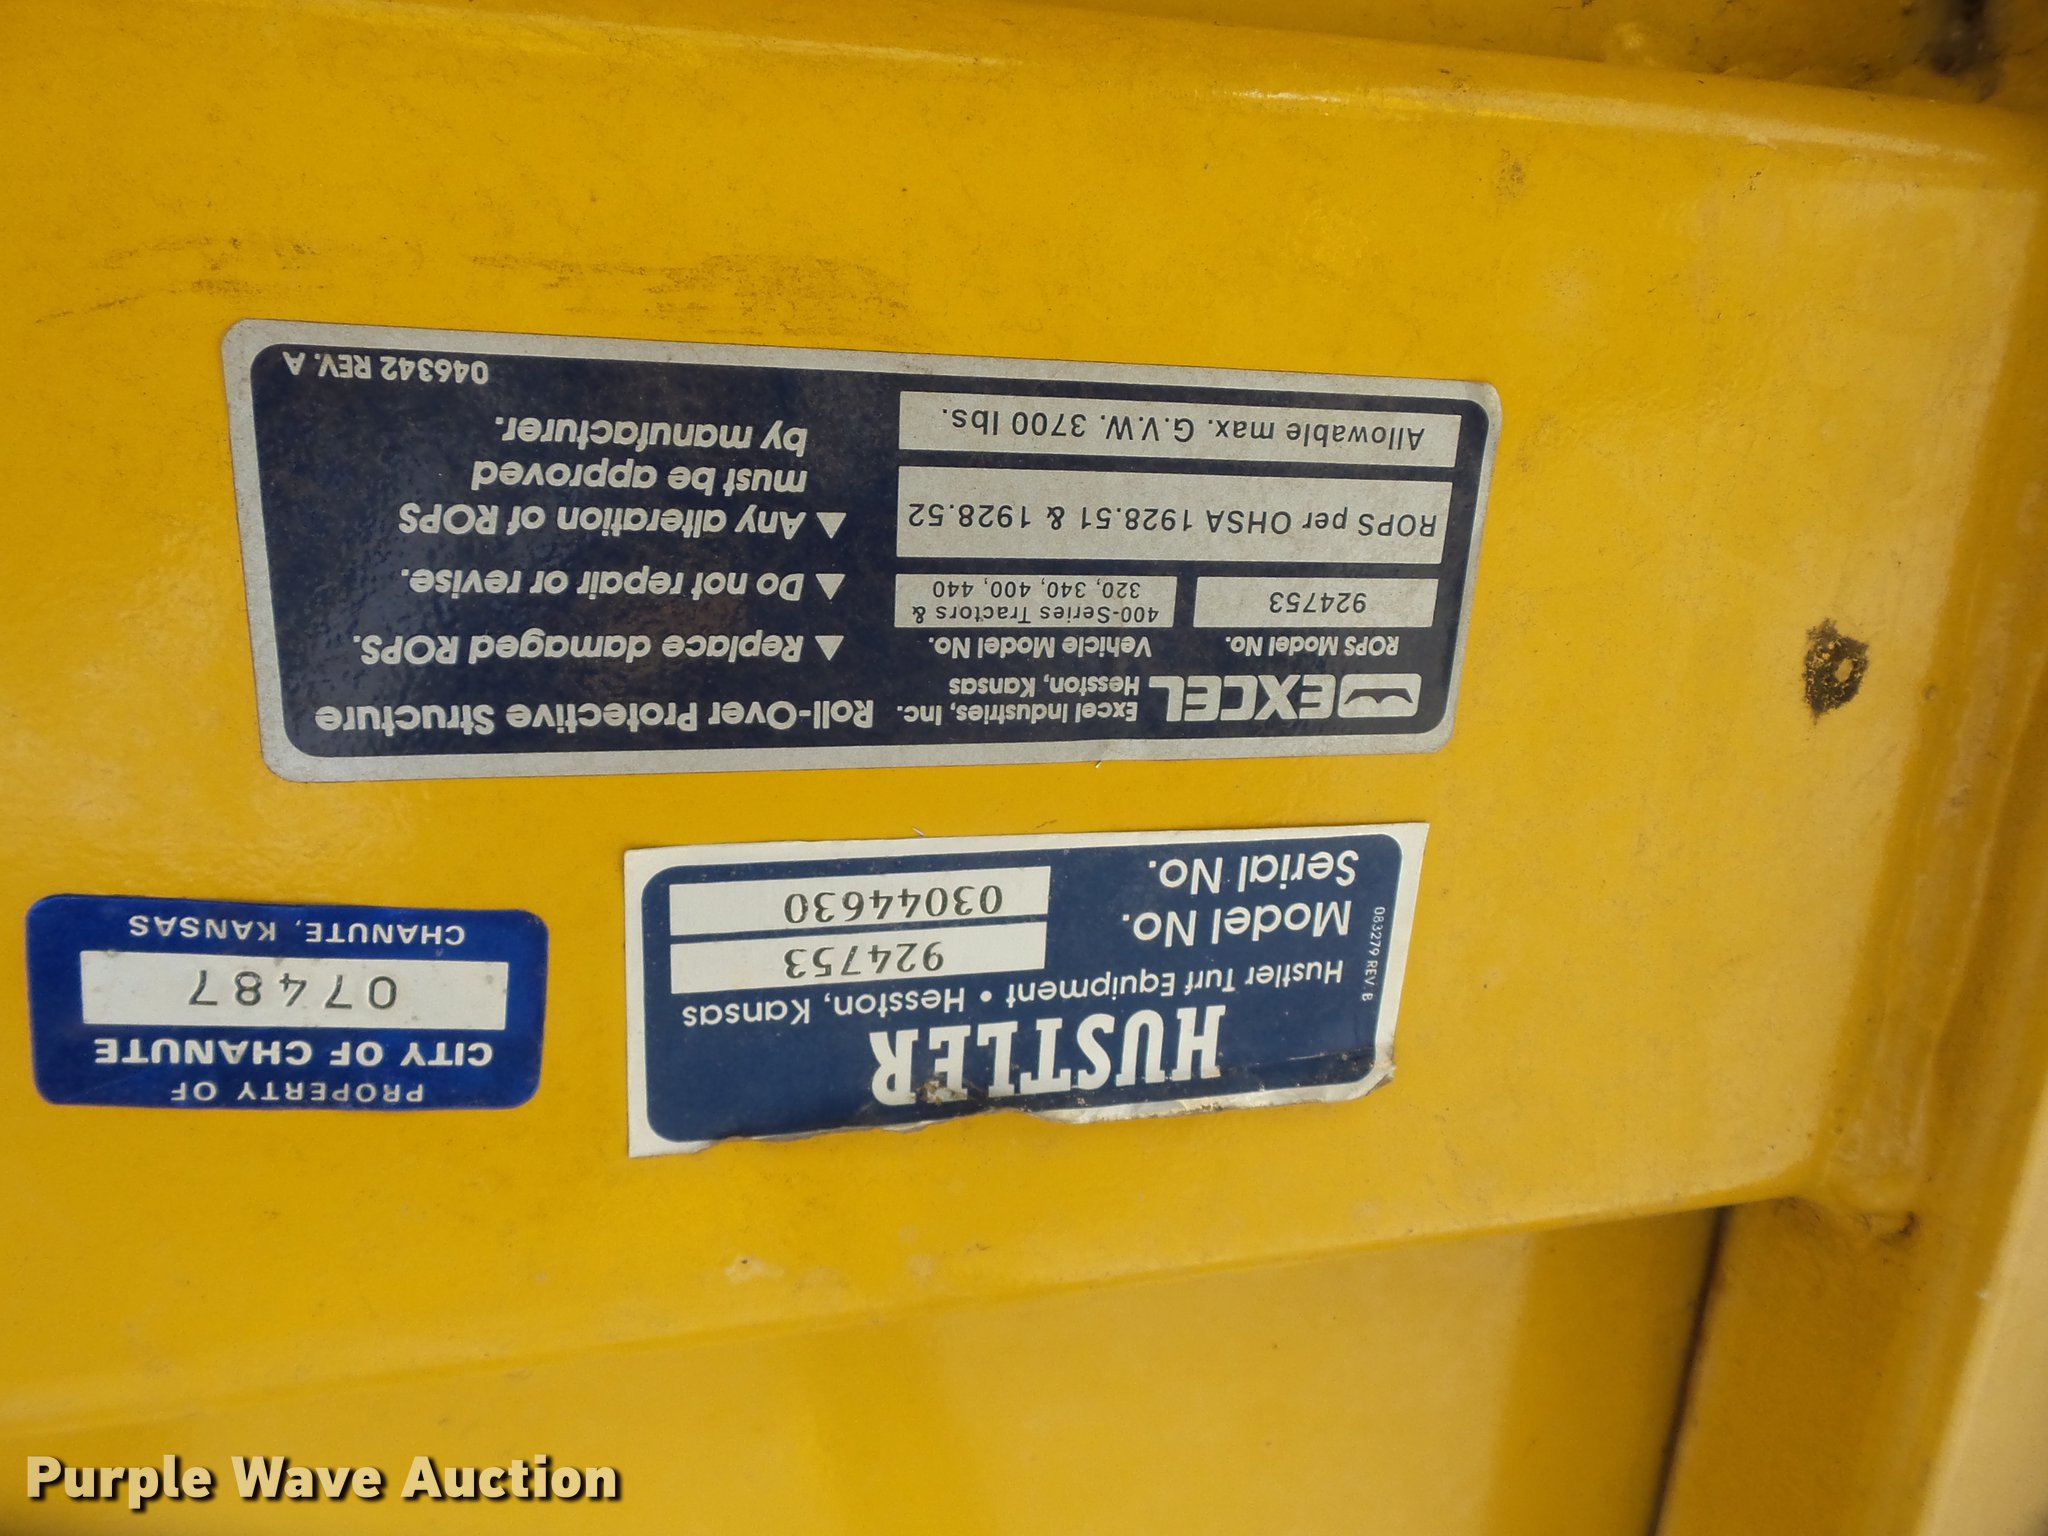 EXCEL
Excel Industries, Inc.
Hesston, Kansas
Roll-Over Protective Structure
ROPS Model No.
924753
Vehicle Model No.
400-Series Tractors &
320, 340, 400, 440
ROPS per OHSA 1928.51 & 1928.52
Allowable max. G.V.W. 3700 lbs.
▲ Replace damaged ROPS.
▲ Do not repair or revise.
▲ Any alteration of ROPS
must be approved
by manufacturer.
046342 REV. A
HUSTLER
Hustler Turf Equipment • Hesston, Kansas
Model No. 924753
Serial No. 03044630
083279 REV. B
PROPERTY OF
CITY OF CHANUTE
07487
CHANUTE, KANSAS
Purple Wave Auction